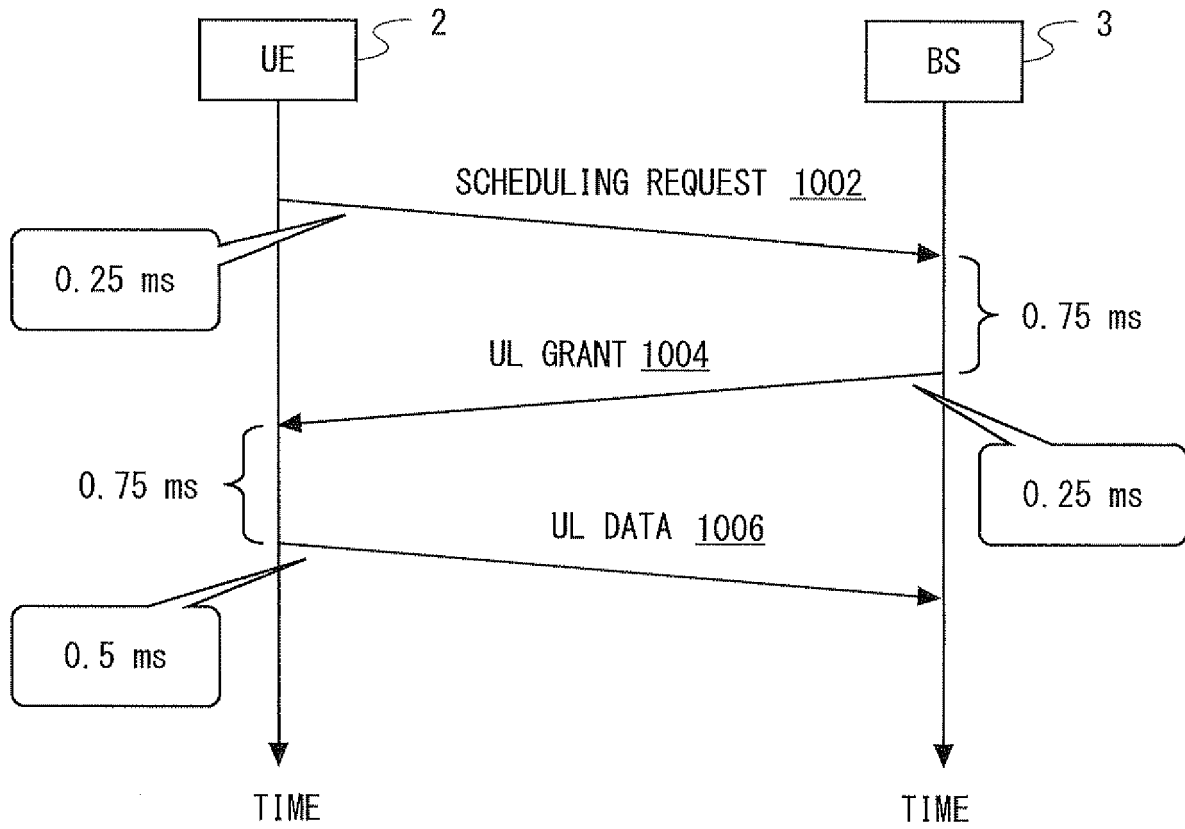 UE
2
BS
3
SCHEDULING REQUEST 1002
0.25 ms
0.75 ms
UL GRANT 1004
0.75 ms
0.25 ms
UL DATA 1006
0.5 ms
TIME
TIME